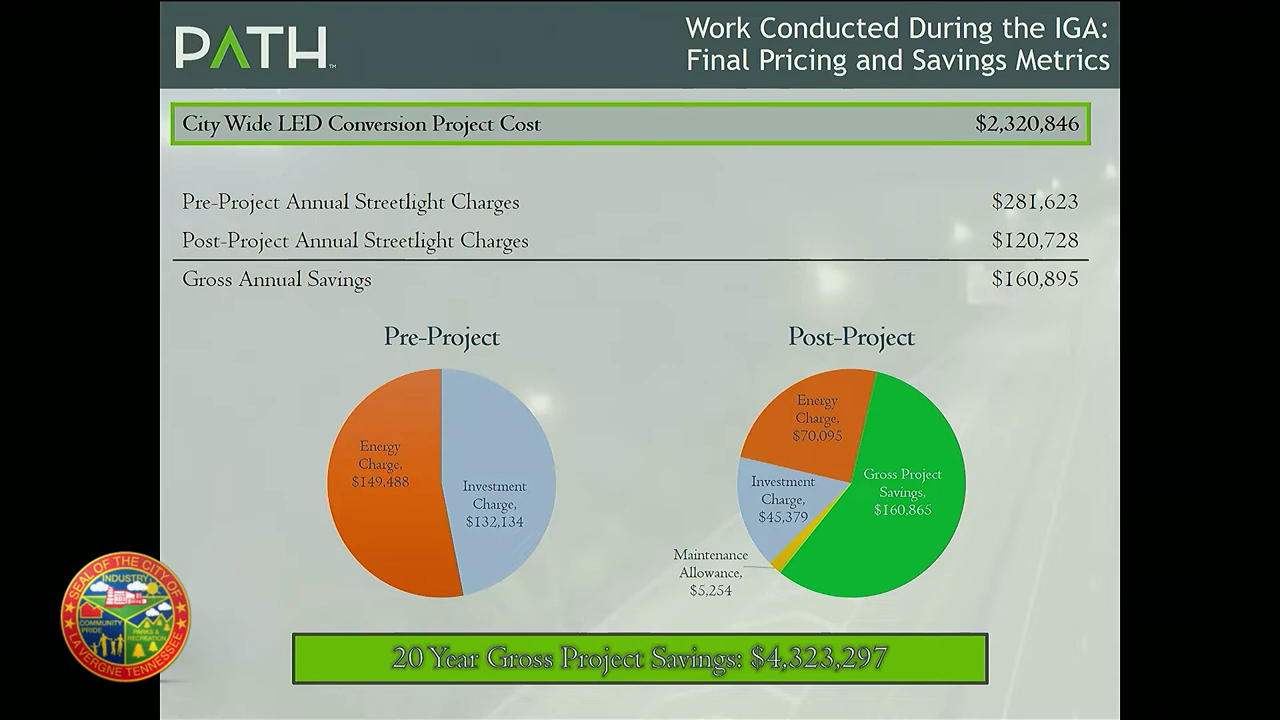 PATH™
Work Conducted During the IGA:
Final Pricing and Savings Metrics
City Wide LED Conversion Project Cost $2,320,846
Pre-Project Annual Streetlight Charges $281,623
Post-Project Annual Streetlight Charges $120,728
Gross Annual Savings $160,895
Pre-Project
Energy
Charge,
$149,488
Investment
Charge,
$132,134
Post-Project
Energy
Charge,
$70,095
Gross Project
Savings,
$160,865
Investment
Charge,
$45,379
Maintenance
Allowance,
$5,254
20 Year Gross Project Savings: $4,323,297
SEAL OF THE CITY OF
LA VERGNE TENNESSEE
INDUSTRY
COMMUNITY
PRIDE
PARKS &
RECREATION